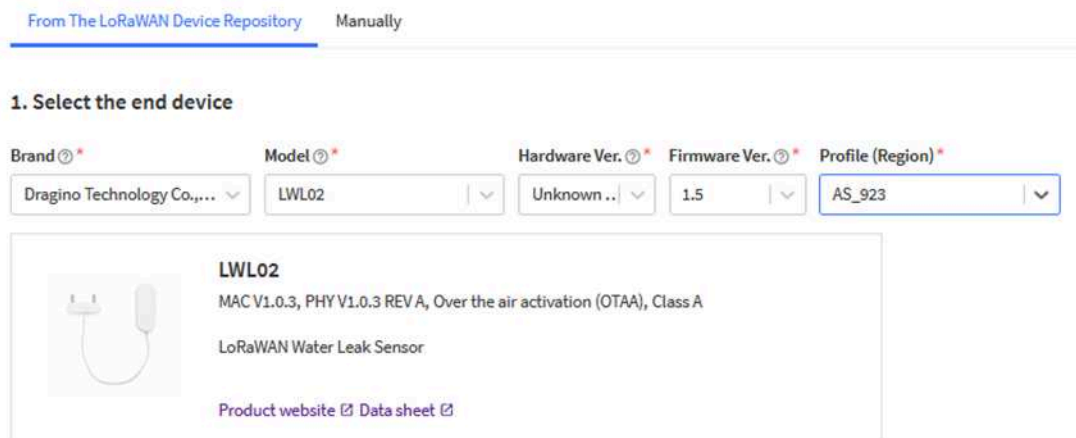 From The LoRaWAN Device Repository Manually
1. Select the end device
Brand * Model * Hardware Ver. * Firmware Ver. * Profile (Region) *
Dragino Technology Co.,... LWL02 Unknown .. 1.5 AS_923
LWL02
MAC V1.0.3, PHY V1.0.3 REV A, Over the air activation (OTAA), Class A
LoRaWAN Water Leak Sensor
Product website Data sheet